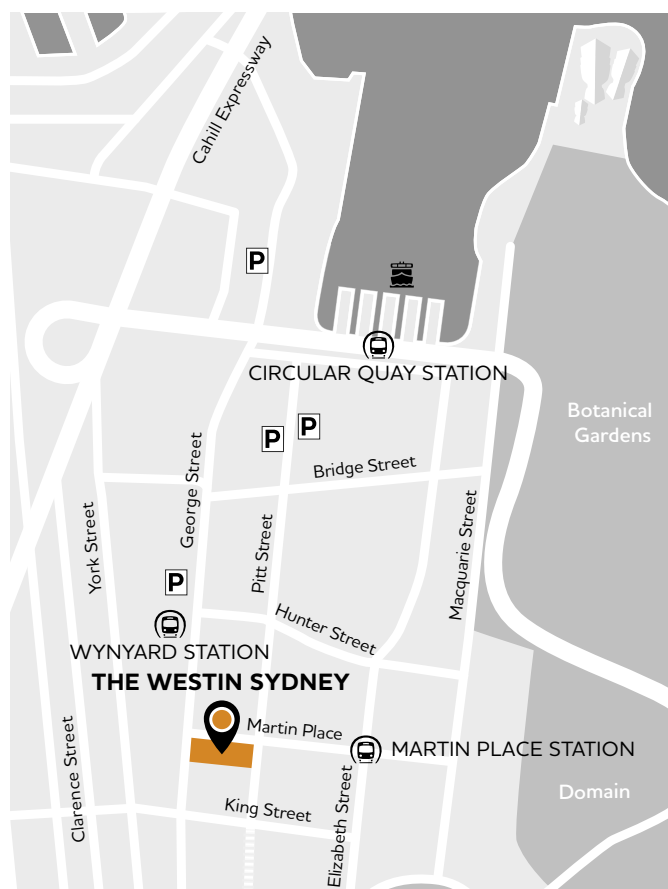 Cahill Expressway
P
CIRCULAR QUAY STATION
Botanical
Gardens
P
P
Bridge Street
George Street
Pitt Street
York Street
Macquarie Street
P
Hunter Street
WYNYARD STATION
THE WESTIN SYDNEY
Martin Place
MARTIN PLACE STATION
Clarence Street
King Street
Elizabeth Street
Domain